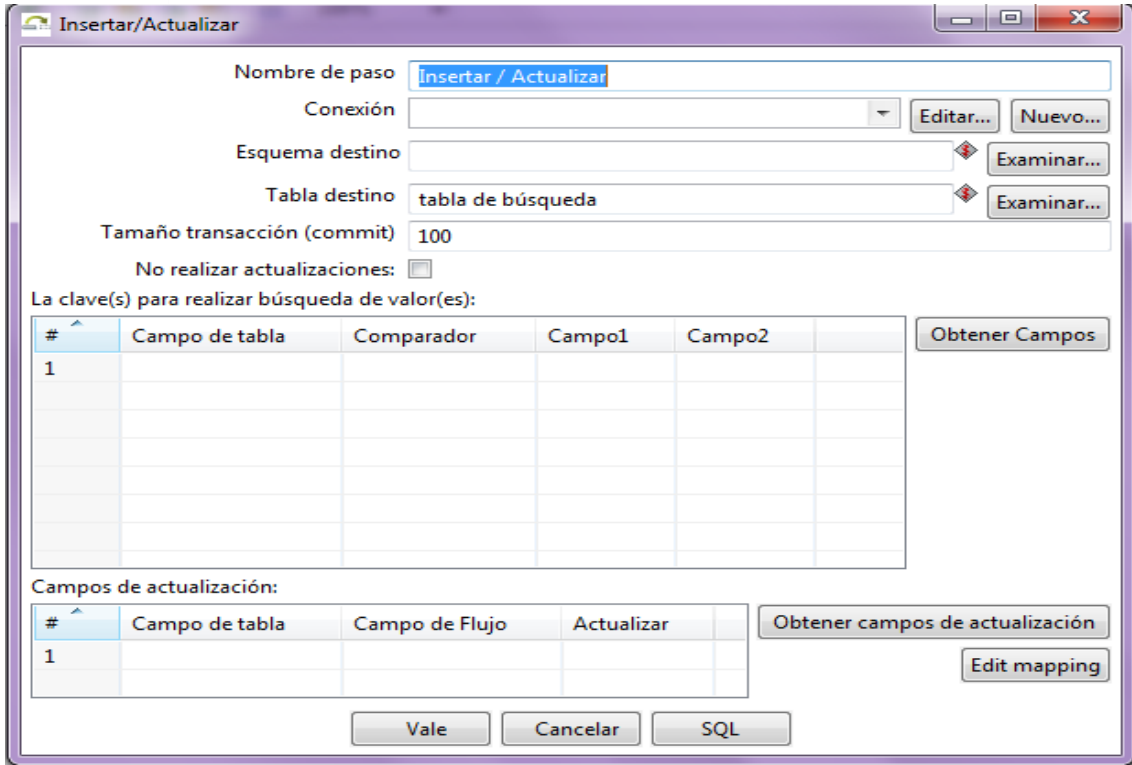 Insertar/Actualizar
Nombre de paso Insertar / Actualizar
Conexión Editar... Nuevo...
Esquema destino Examinar...
Tabla destino tabla de búsqueda Examinar...
Tamaño transacción (commit) 100
No realizar actualizaciones:
La clave(s) para realizar búsqueda de valor(es):
# Campo de tabla Comparador Campo1 Campo2 Obtener Campos
1
Campos de actualización:
# Campo de tabla Campo de Flujo Actualizar Obtener campos de actualización
1 Edit mapping
Vale Cancelar SQL